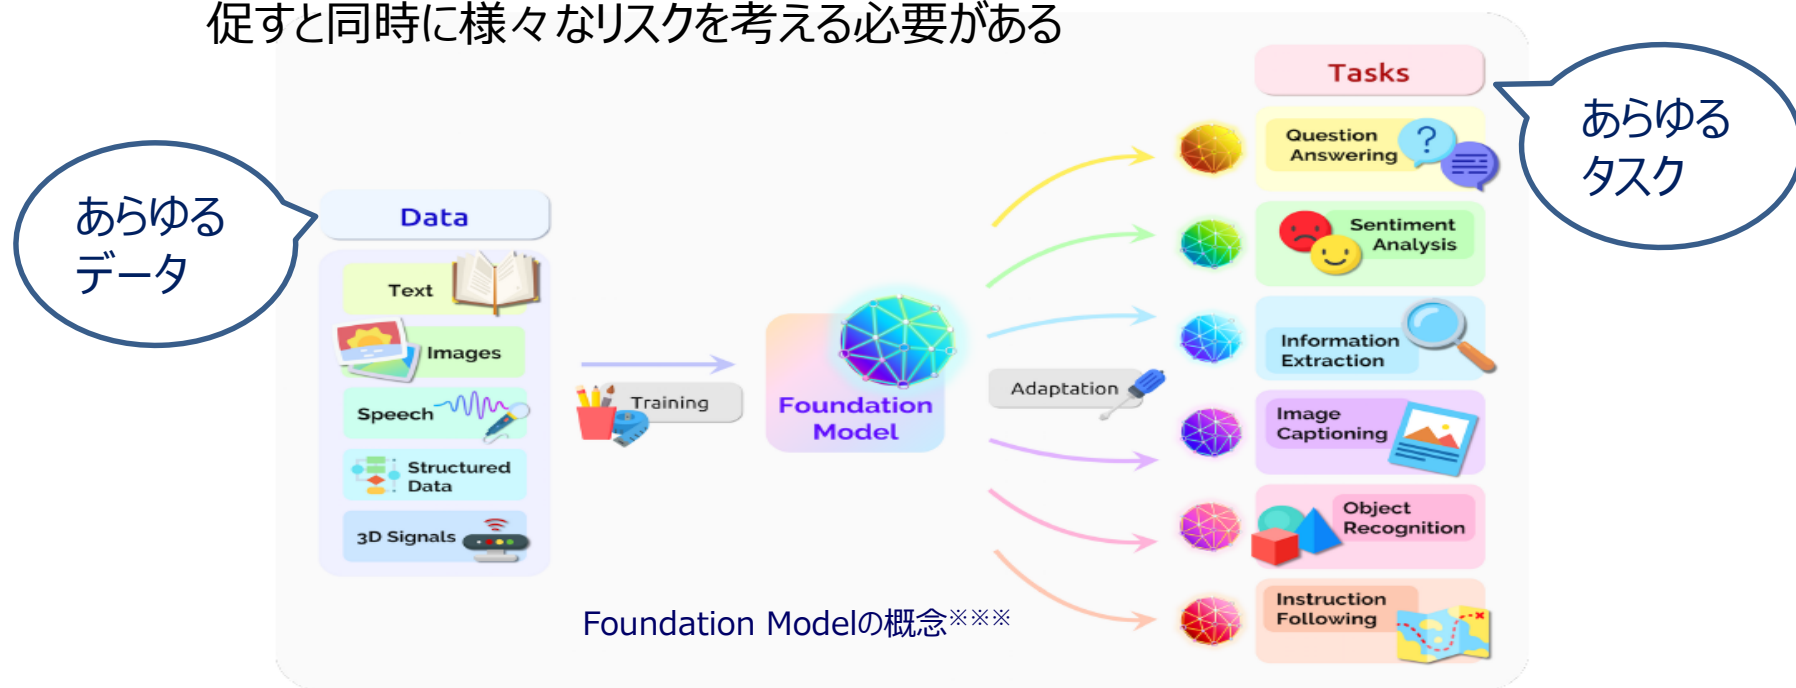 促すと同時に様々なリスクを考える必要がある
あらゆる
データ
Data
Text
Images
Speech
Structured
Data
3D Signals
Training
Foundation
Model
Adaptation
Tasks
Question
Answering
?
Sentiment
Analysis
Information
Extraction
Image
Captioning
Object
Recognition
Instruction
Following
あらゆる
タスク
Foundation Modelの概念※※※